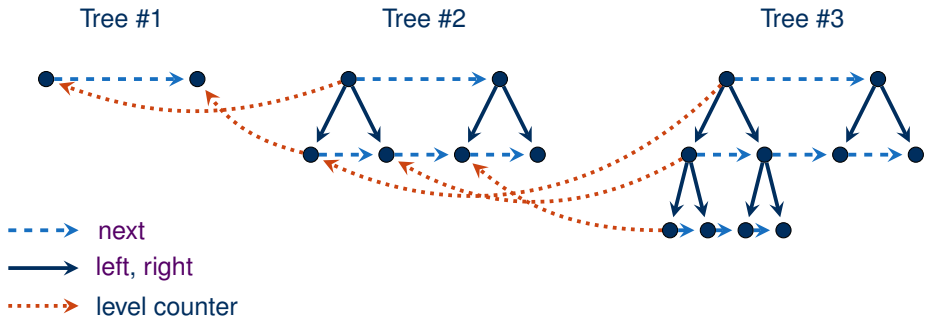 Tree #1
Tree #2
Tree #3
next
left, right
level counter